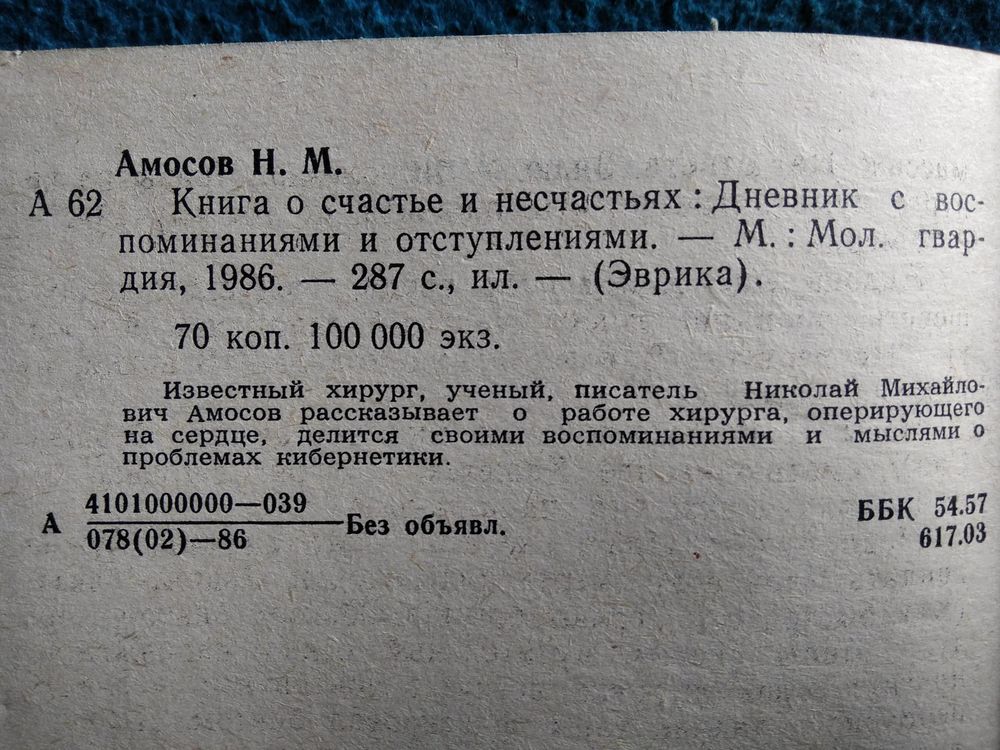 Амосов Н. М.
А 62 Книга о счастье и несчастьях : Дневник с вос-
поминаниями и отступлениями. — М. : Мол. гвар-
дия, 1986. — 287 с., ил. — (Эврика).
70 коп. 100 000 экз.
Известный хирург, ученый, писатель Николай Михайло-
вич Амосов рассказывает о работе хирурга, оперирующего
на сердце, делится своими воспоминаниями и мыслями о
проблемах кибернетики.
А 4101000000—039 Без объявл. ББК 54.57
078(02)—86 617.03